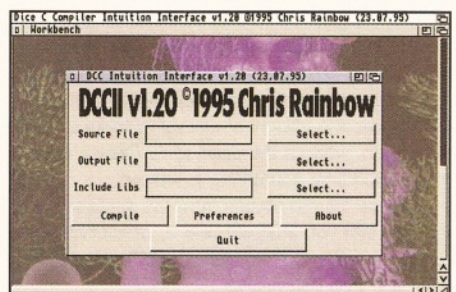 Dice C Compiler Intuition Interface v1.20 ©1995 Chris Rainbow (23.07.95)
Workbench
DCC Intuition Interface v1.20 (23.07.95)
DCCII v1.20 ©1995 Chris Rainbow
Source File Select...
Output File Select...
Include Libs Select...
Compile Preferences About
Quit